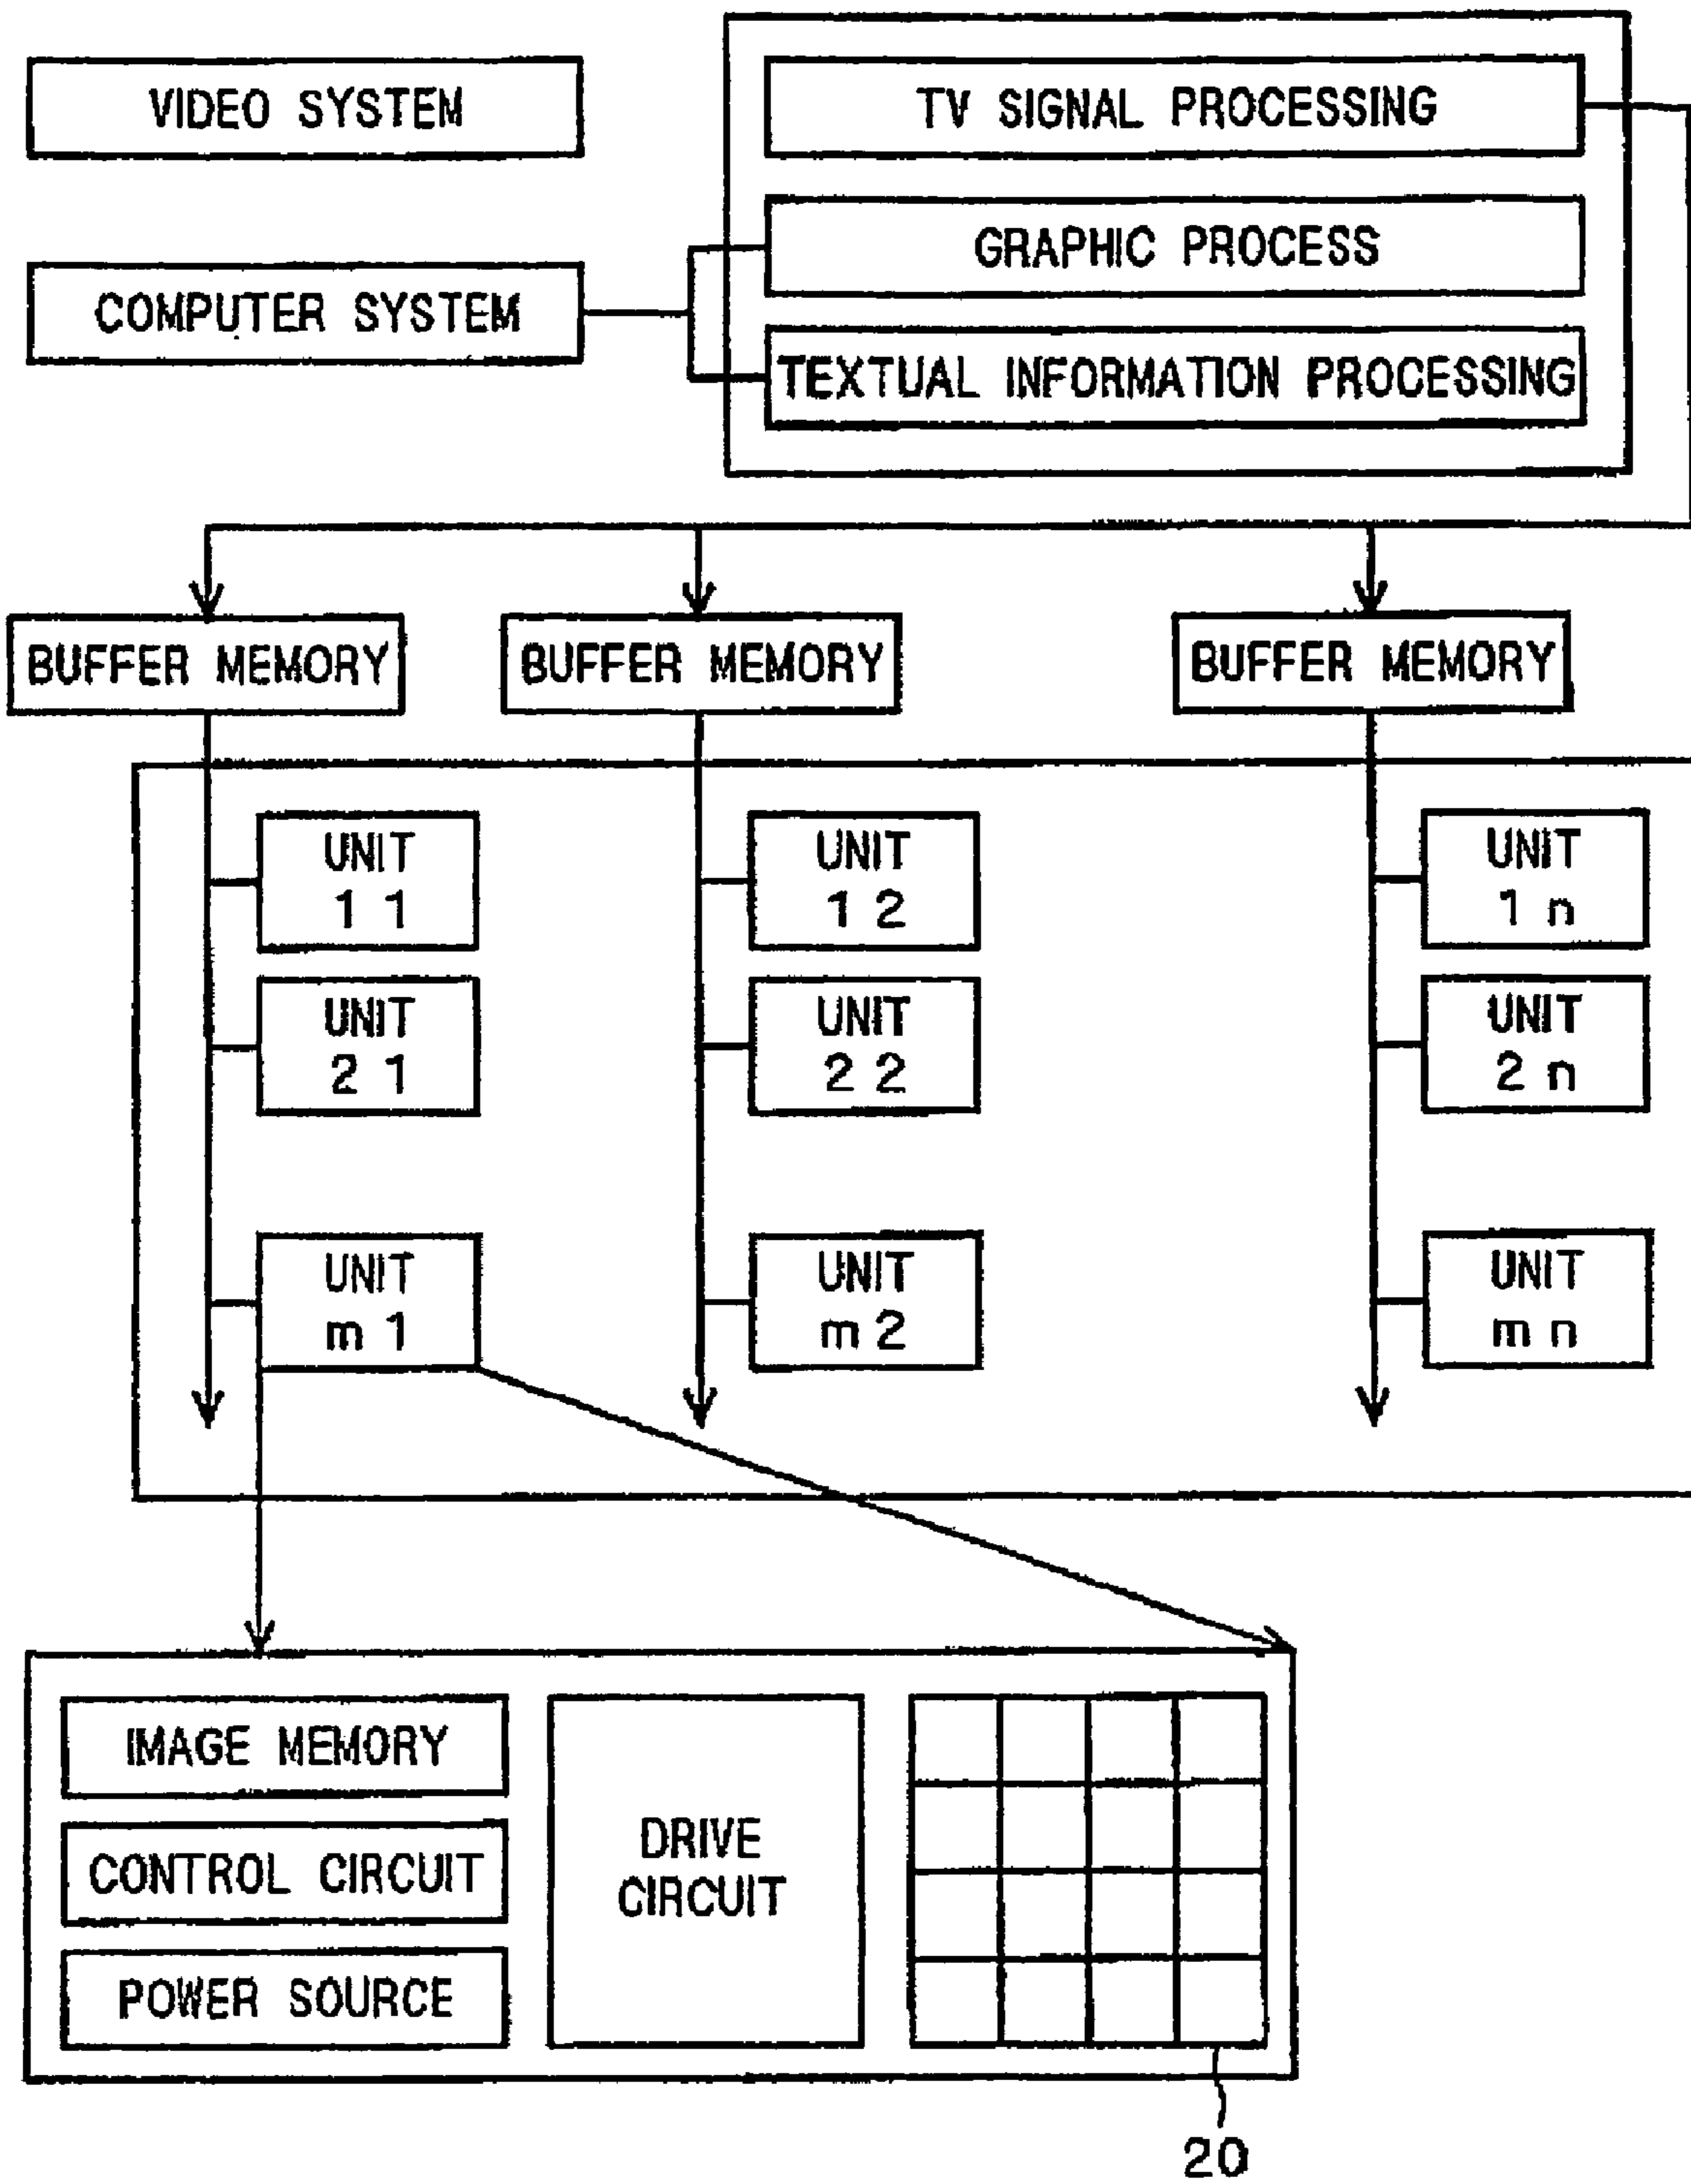 VIDEO SYSTEM
TV SIGNAL PROCESSING
GRAPHIC PROCESS
COMPUTER SYSTEM
TEXTUAL INFORMATION PROCESSING
BUFFER MEMORY
BUFFER MEMORY
BUFFER MEMORY
UNIT
1 1
UNIT
1 2
UNIT
1 n
UNIT
2 1
UNIT
2 2
UNIT
2 n
UNIT
m 1
UNIT
m 2
UNIT
m n
IMAGE MEMORY
CONTROL CIRCUIT
POWER SOURCE
DRIVE
CIRCUIT
20